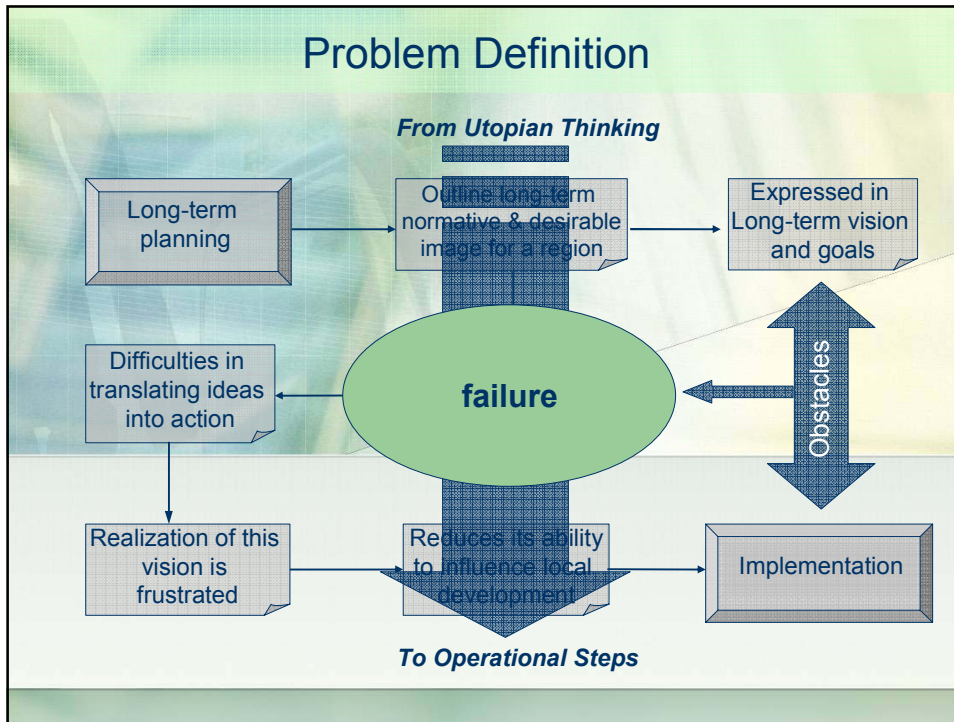 Problem Definition
From Utopian Thinking
Long-term
planning
Outline long-term
normative & desirable
image for a region
Expressed in
Long-term vision
and goals
Difficulties in
translating ideas
into action
failure
Obstacles
Realization of this
vision is
frustrated
Reduces its ability
to influence local
development
Implementation
To Operational Steps